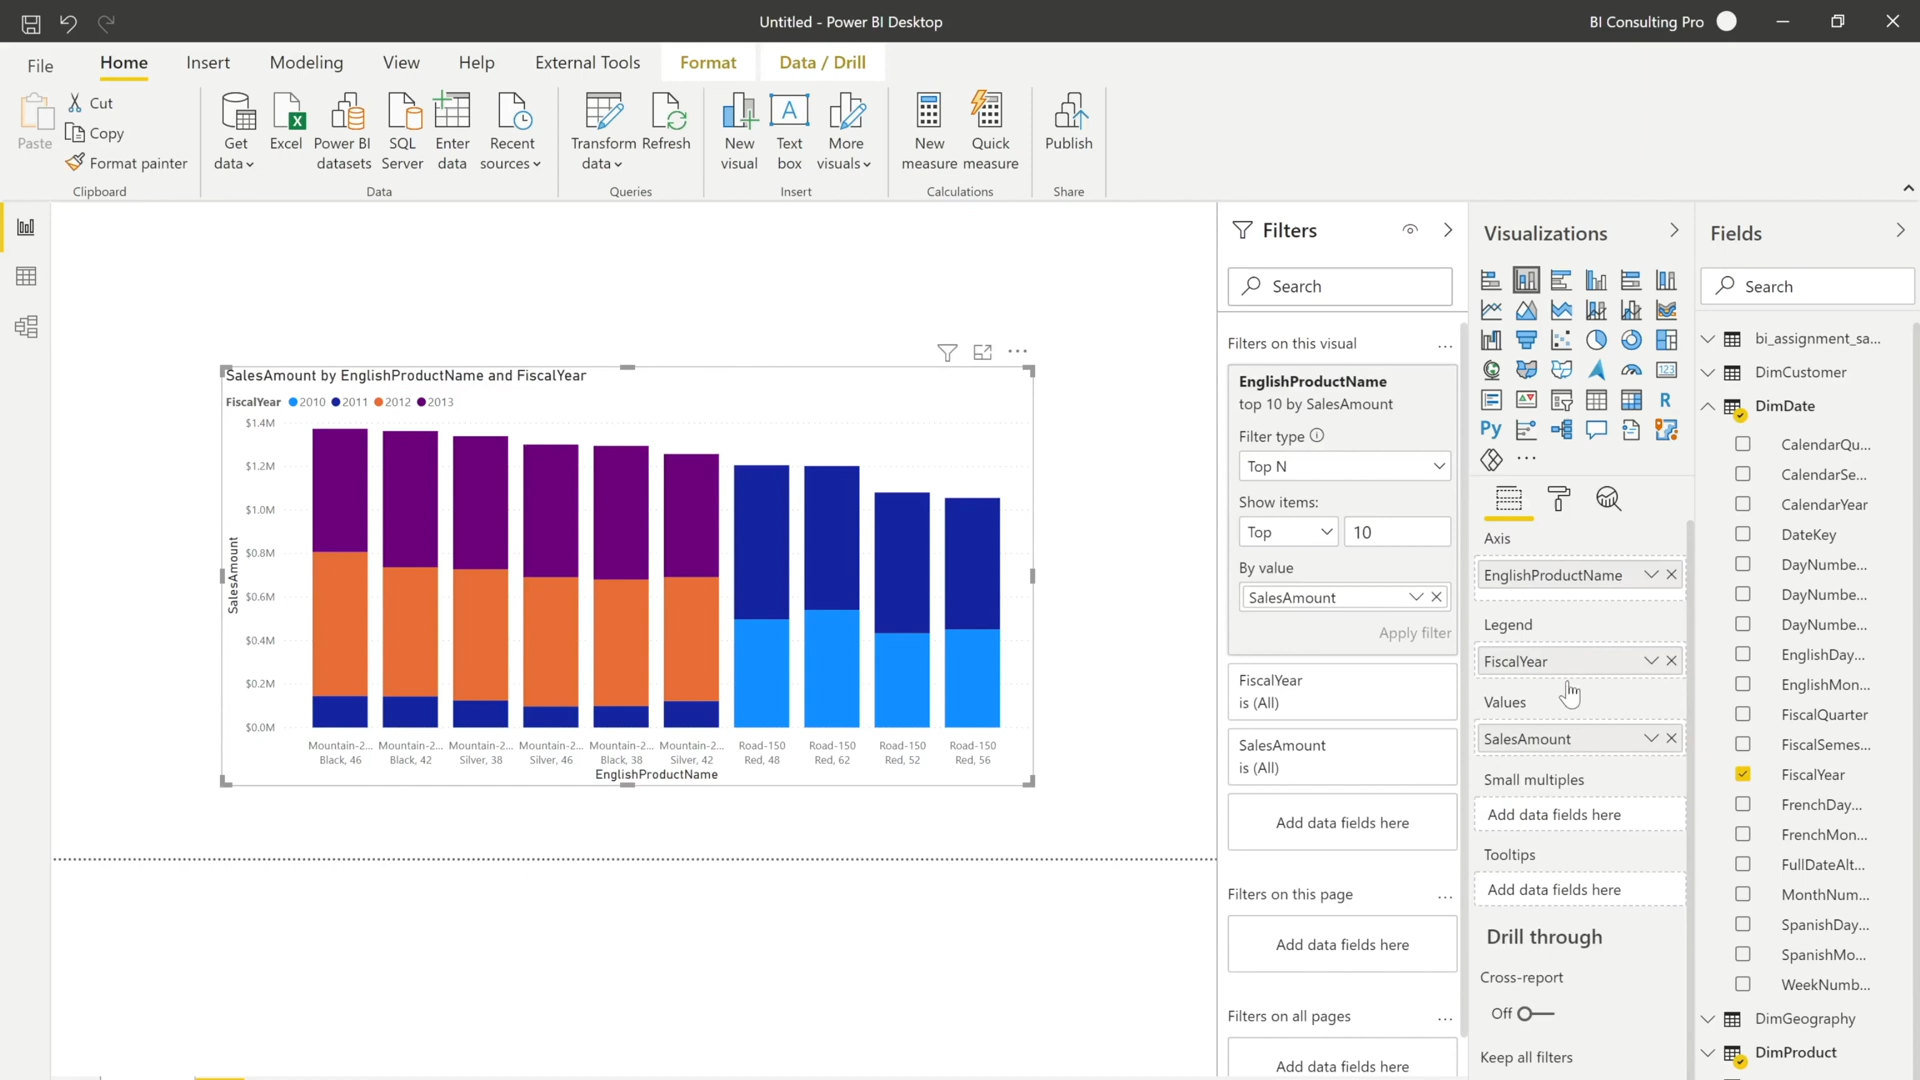 Untitled - Power BI Desktop
BI Consulting Pro
File
Home
Insert
Modeling
View
Help
External Tools
Format
Data / Drill
Paste
Cut
Copy
Format painter
Clipboard
Get
data
Excel
Power BI
datasets
SQL
Server
Enter
data
Recent
sources
Data
Transform
data
Refresh
Queries
New
visual
Text
box
More
visuals
Insert
New
measure
Quick
measure
Calculations
Publish
Share
SalesAmount by EnglishProductName and FiscalYear
FiscalYear 2010 2011 2012 2013
SalesAmount
$1.4M
$1.2M
$1.0M
$0.8M
$0.6M
$0.4M
$0.2M
$0.0M
Mountain-2...
Black, 46
Mountain-2...
Black, 42
Mountain-2...
Silver, 38
Mountain-2...
Silver, 46
Mountain-2...
Black, 38
Mountain-2...
Silver, 42
Road-150
Red, 48
Road-150
Red, 62
Road-150
Red, 52
Road-150
Red, 56
EnglishProductName
Filters
Search
Filters on this visual
...
EnglishProductName
top 10 by SalesAmount
Filter type
Top N
Show items:
Top
10
By value
SalesAmount
Apply filter
FiscalYear
is (All)
SalesAmount
is (All)
Add data fields here
Filters on this page
...
Add data fields here
Filters on all pages
...
Add data fields here
Visualizations
123
R
Py
...
Axis
EnglishProductName
Legend
FiscalYear
Values
SalesAmount
Small multiples
Add data fields here
Tooltips
Add data fields here
Drill through
Cross-report
Off
Keep all filters
Fields
Search
bi_assignment_sa...
DimCustomer
DimDate
CalendarQu...
CalendarSe...
CalendarYear
DateKey
DayNumbe...
DayNumbe...
DayNumbe...
EnglishDay...
EnglishMon...
FiscalQuarter
FiscalSemes...
FiscalYear
FrenchDay...
FrenchMon...
FullDateAlt...
MonthNum...
SpanishDay...
SpanishMo...
WeekNumb...
DimGeography
DimProduct